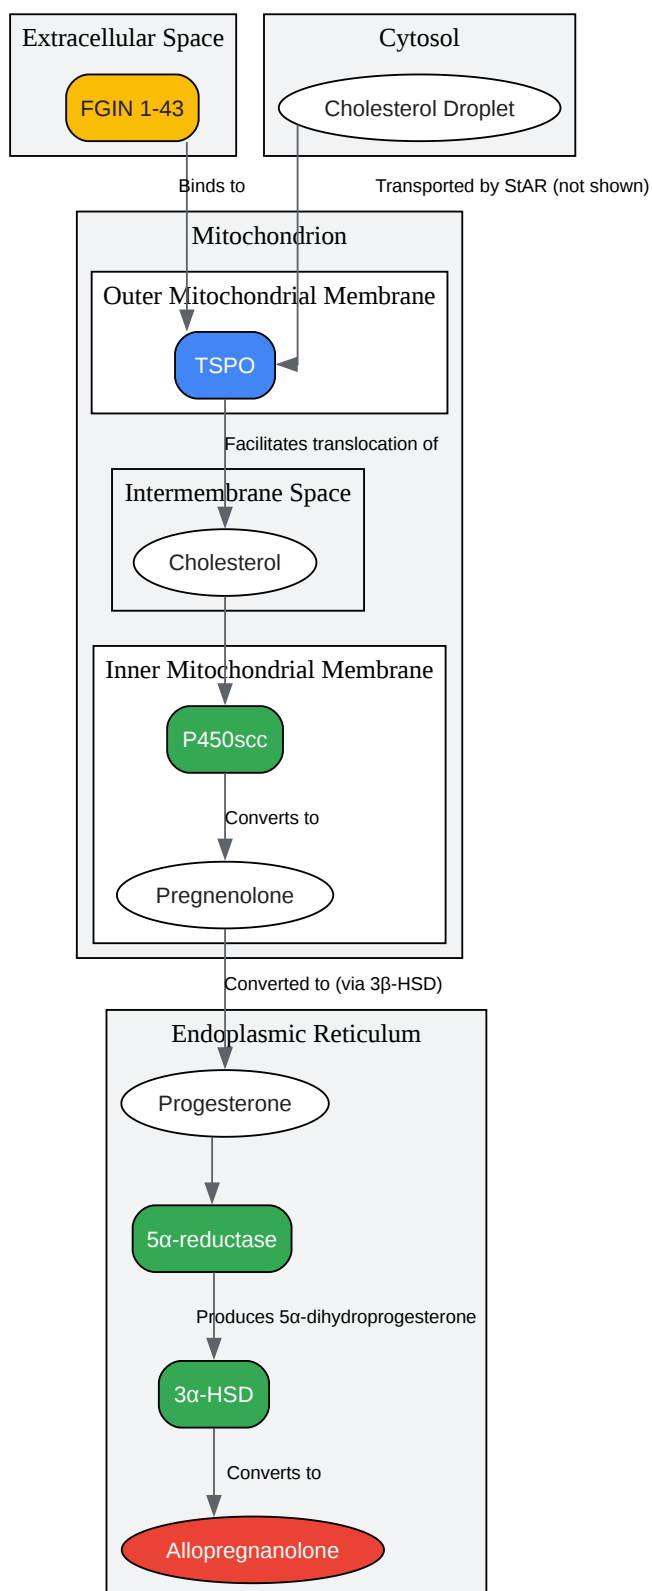 Extracellular Space
Cytosol
FGIN 1-43
Cholesterol Droplet
Binds to
Transported by StAR (not shown)
Mitochondrion
Outer Mitochondrial Membrane
TSPO
Facilitates translocation of
Intermembrane Space
Cholesterol
Inner Mitochondrial Membrane
P450scc
Converts to
Pregnenolone
Converted to (via 3β-HSD)
Endoplasmic Reticulum
Progesterone
5α-reductase
Produces 5α-dihydroprogesterone
3α-HSD
Converts to
Allopregnanolone